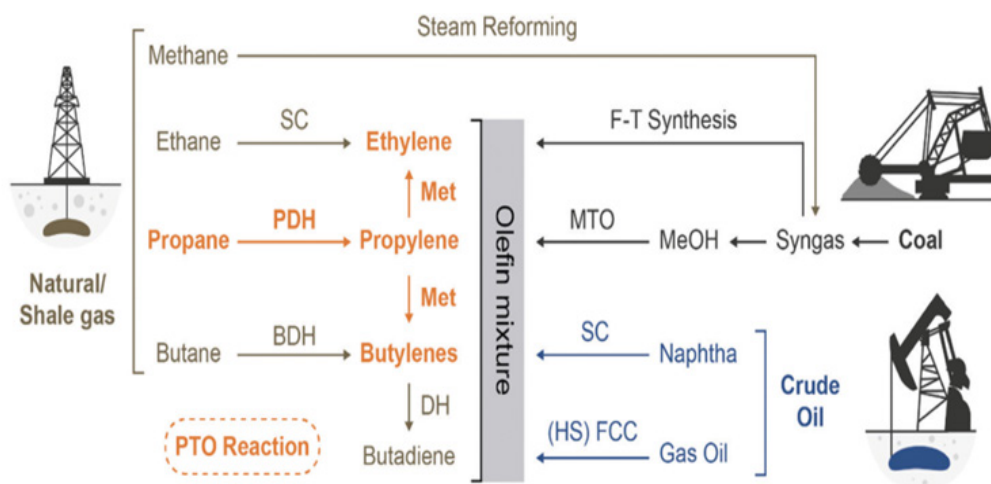 Steam Reforming
Methane
Ethane
SC
Ethylene
F-T Synthesis
Met
Propane
PDH
Propylene
MTO
MeOH
Syngas
Coal
Natural/
Shale gas
Met
Butane
BDH
Butylenes
SC
Naphtha
Crude
Oil
DH
PTO Reaction
Butadiene
(HS) FCC
Gas Oil
Olefin mixture